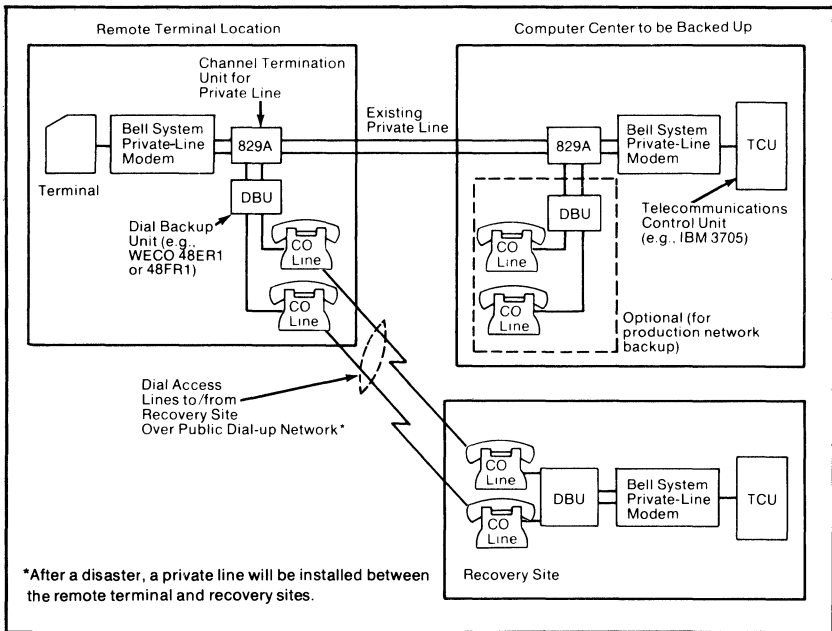 Remote Terminal Location
Computer Center to be Backed Up
Channel Termination
Unit for
Private Line
Existing
Private Line
Bell System
Private-Line
Modem
829A
829A
Bell System
Private-Line
Modem
TCU
Terminal
DBU
DBU
Dial Backup
Unit (e.g.,
WECO 48ER1
or 48FR1)
CO
Line
CO
Line
CO
Line
CO
Line
Telecommunications
Control Unit
(e.g., IBM 3705)
Optional (for
production network
backup)
Dial Access
Lines to/from
Recovery Site
Over Public Dial-up Network*
CO
Line
CO
Line
DBU
Bell System
Private-Line
Modem
TCU
Recovery Site
*After a disaster, a private line will be installed between
the remote terminal and recovery sites.